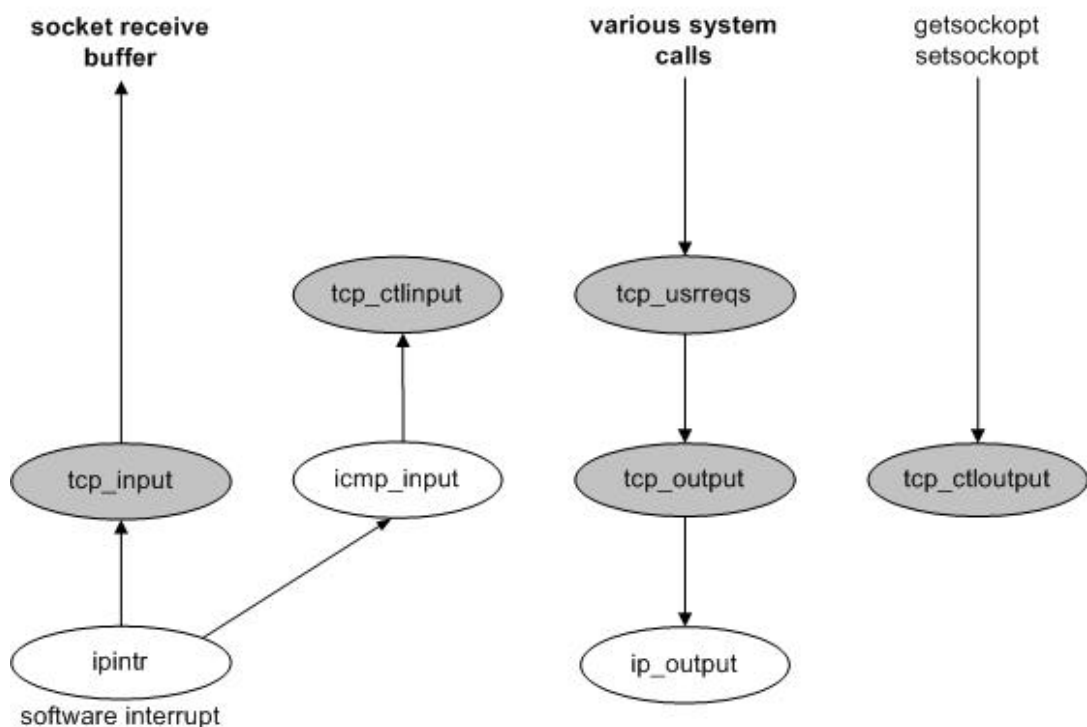 socket receive
buffer
various system
calls
getsockopt
setsockopt
tcp_ctlinput
tcp_usrreqs
tcp_input
icmp_input
tcp_output
tcp_ctloutput
ipintr
ip_output
software interrupt